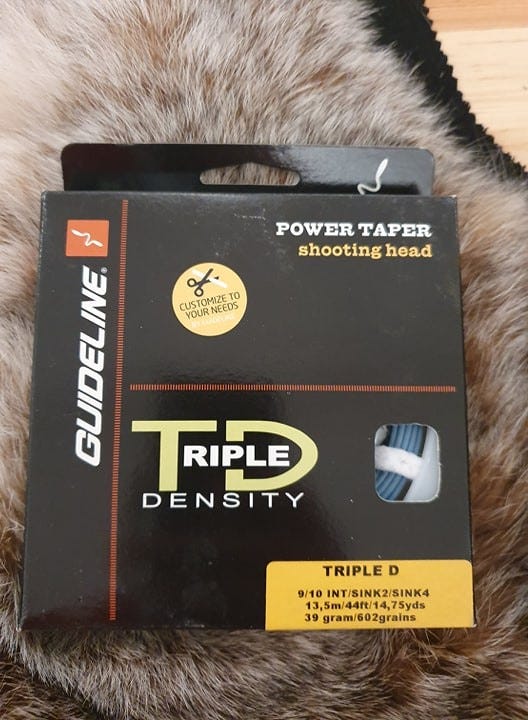 POWER TAPER
shooting head
GUIDELINE®
CUSTOMIZE TO
YOUR NEEDS
TRIPLE
DENSITY
TRIPLE D
9/10 INT/SINK2/SINK4
13,5m/44ft/14,75yds
39 gram/602grains